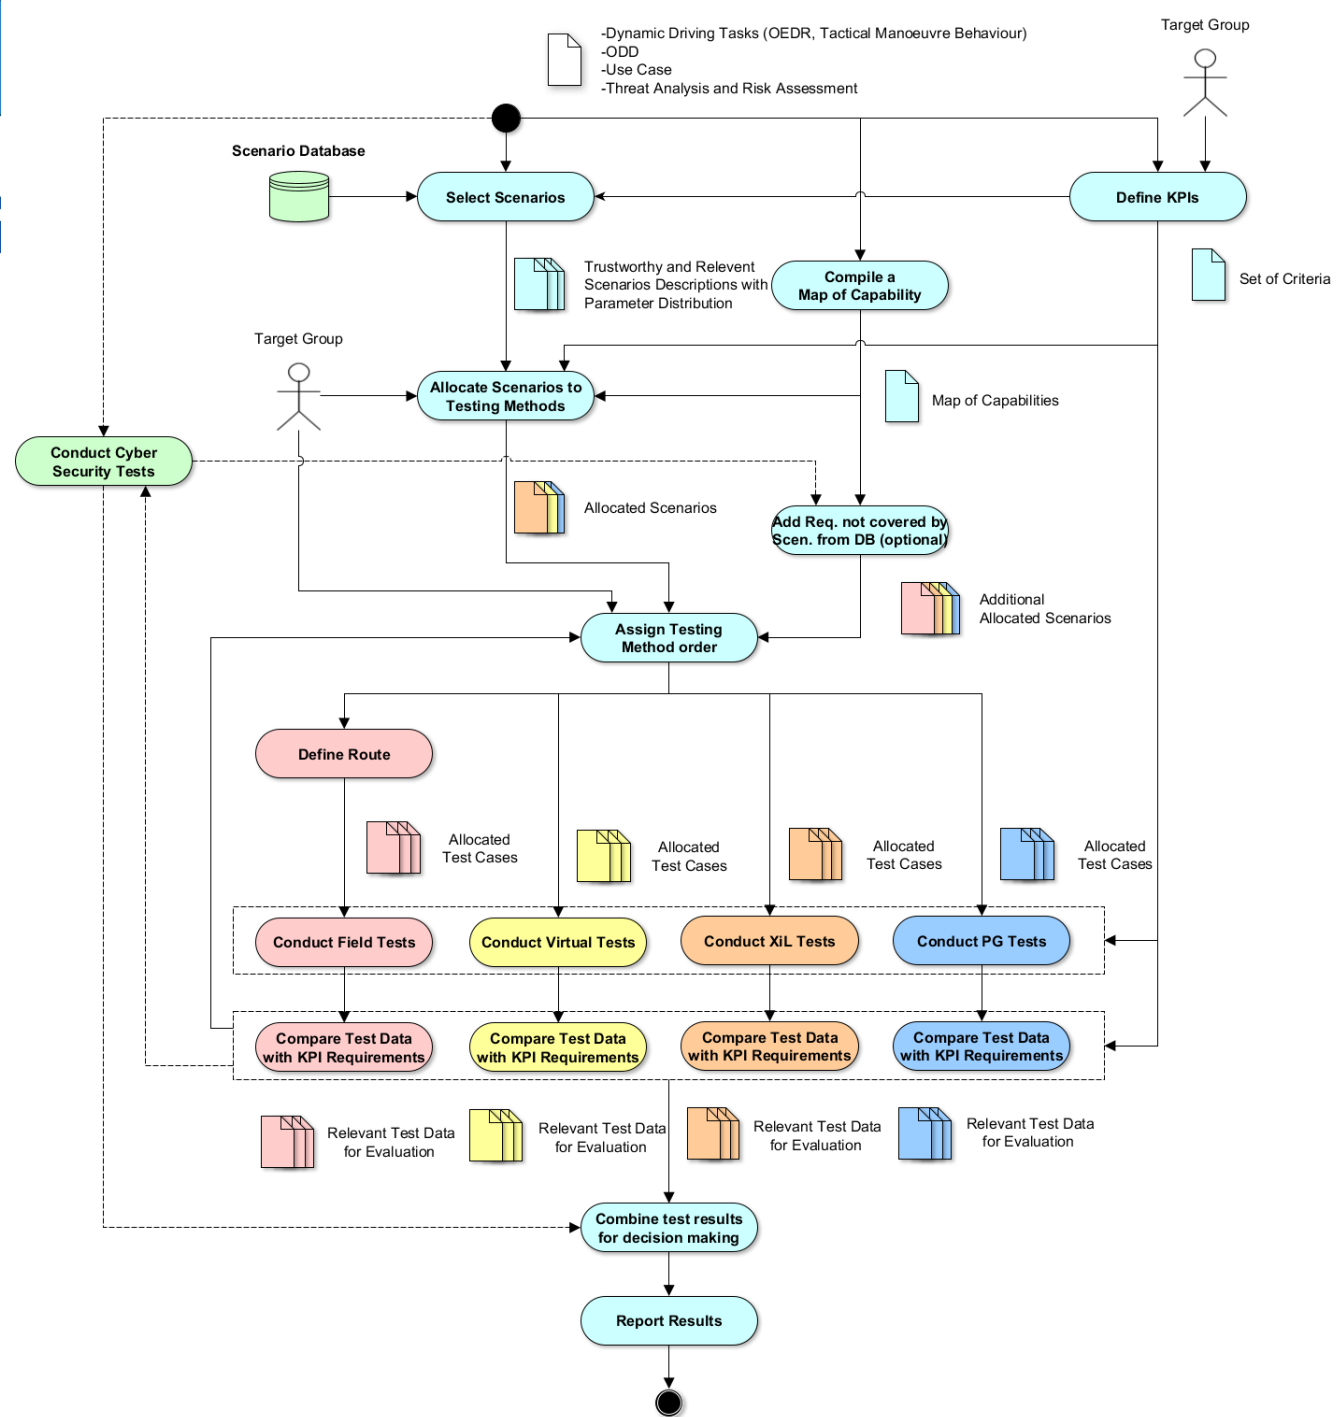 Target Group
-Dynamic Driving Tasks (OEDR, Tactical Manoeuvre Behaviour)
-ODD
-Use Case
-Threat Analysis and Risk Assessment
Scenario Database
Select Scenarios
Define KPIs
Trustworthy and Relevent
Scenarios Descriptions with
Parameter Distribution
Compile a
Map of Capability
Set of Criteria
Target Group
Allocate Scenarios to
Testing Methods
Map of Capabilities
Conduct Cyber
Security Tests
Allocated Scenarios
Add Req. not covered by
Scen. from DB (optional)
Additional
Allocated Scenarios
Assign Testing
Method order
Define Route
Allocated
Test Cases
Allocated
Test Cases
Allocated
Test Cases
Allocated
Test Cases
Conduct Field Tests
Conduct Virtual Tests
Conduct XiL Tests
Conduct PG Tests
Compare Test Data
with KPI Requirements
Compare Test Data
with KPI Requirements
Compare Test Data
with KPI Requirements
Compare Test Data
with KPI Requirements
Relevant Test Data
for Evaluation
Relevant Test Data
for Evaluation
Relevant Test Data
for Evaluation
Relevant Test Data
for Evaluation
Combine test results
for decision making
Report Results